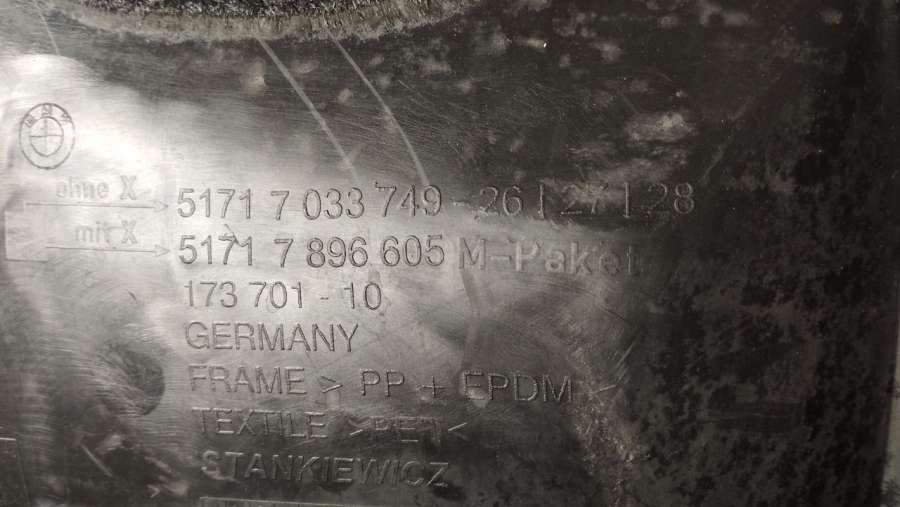 BMW
ohne X
5171 7 033 749 - 26 | 27 | 28
mit X
5171 7 896 605 M-Paket
173 701 - 10
GERMANY
FRAME > PP + EPDM <
TEXTILE >PET<
STANKIEWICZ